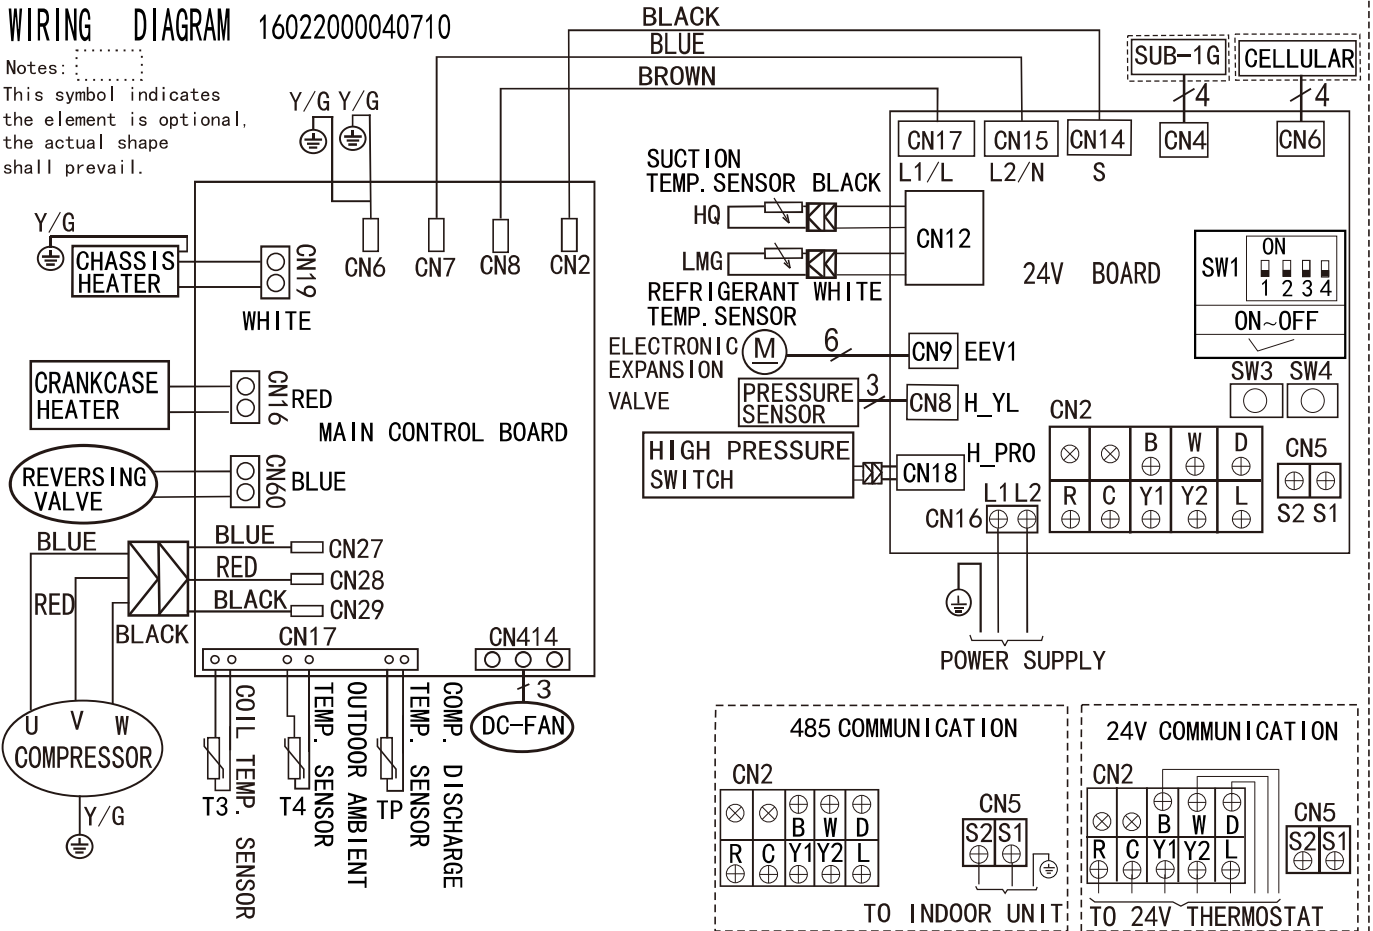 WIRING DIAGRAM 16022000040710
Notes:
This symbol indicates
the element is optional,
the actual shape
shall prevail.
BLACK
BLUE
BROWN
Y/G Y/G
Y/G
CHASSIS
HEATER
CN19
WHITE
CN6
CN7
CN8
CN2
CRANKCASE
HEATER
CN16
RED
MAIN CONTROL BOARD
REVERSING
VALVE
CN60
BLUE
BLUE
RED
BLACK
BLUE
CN27
RED
CN28
BLACK
CN29
U V W
COMPRESSOR
Y/G
CN17
CN414
3
DC-FAN
T3
COIL TEMP. SENSOR
T4
OUTDOOR AMBIENT
TEMP. SENSOR
TP
COMP. DISCHARGE
TEMP. SENSOR
SUB-1G
CELLULAR
4
4
CN17
CN15
CN14
CN4
CN6
L1/L
L2/N
S
SUCTION
TEMP. SENSOR BLACK
HQ
LMG
REFRIGERANT WHITE
TEMP. SENSOR
CN12
24V BOARD
SW1
ON
1 2 3 4
ON~OFF
SW3 SW4
ELECTRONIC
EXPANSION
VALVE
M
6
CN9 EEV1
PRESSURE
SENSOR
3
CN8 H_YL
HIGH PRESSURE
SWITCH
CN18
H_PRO
L1 L2
CN16
CN2
B W D
R C Y1 Y2 L
CN5
S2 S1
POWER SUPPLY
485 COMMUNICATION
CN2
B W D
R C Y1 Y2 L
CN5
S2 S1
TO INDOOR UNIT
24V COMMUNICATION
CN2
B W D
R C Y1 Y2 L
CN5
S2 S1
TO 24V THERMOSTAT